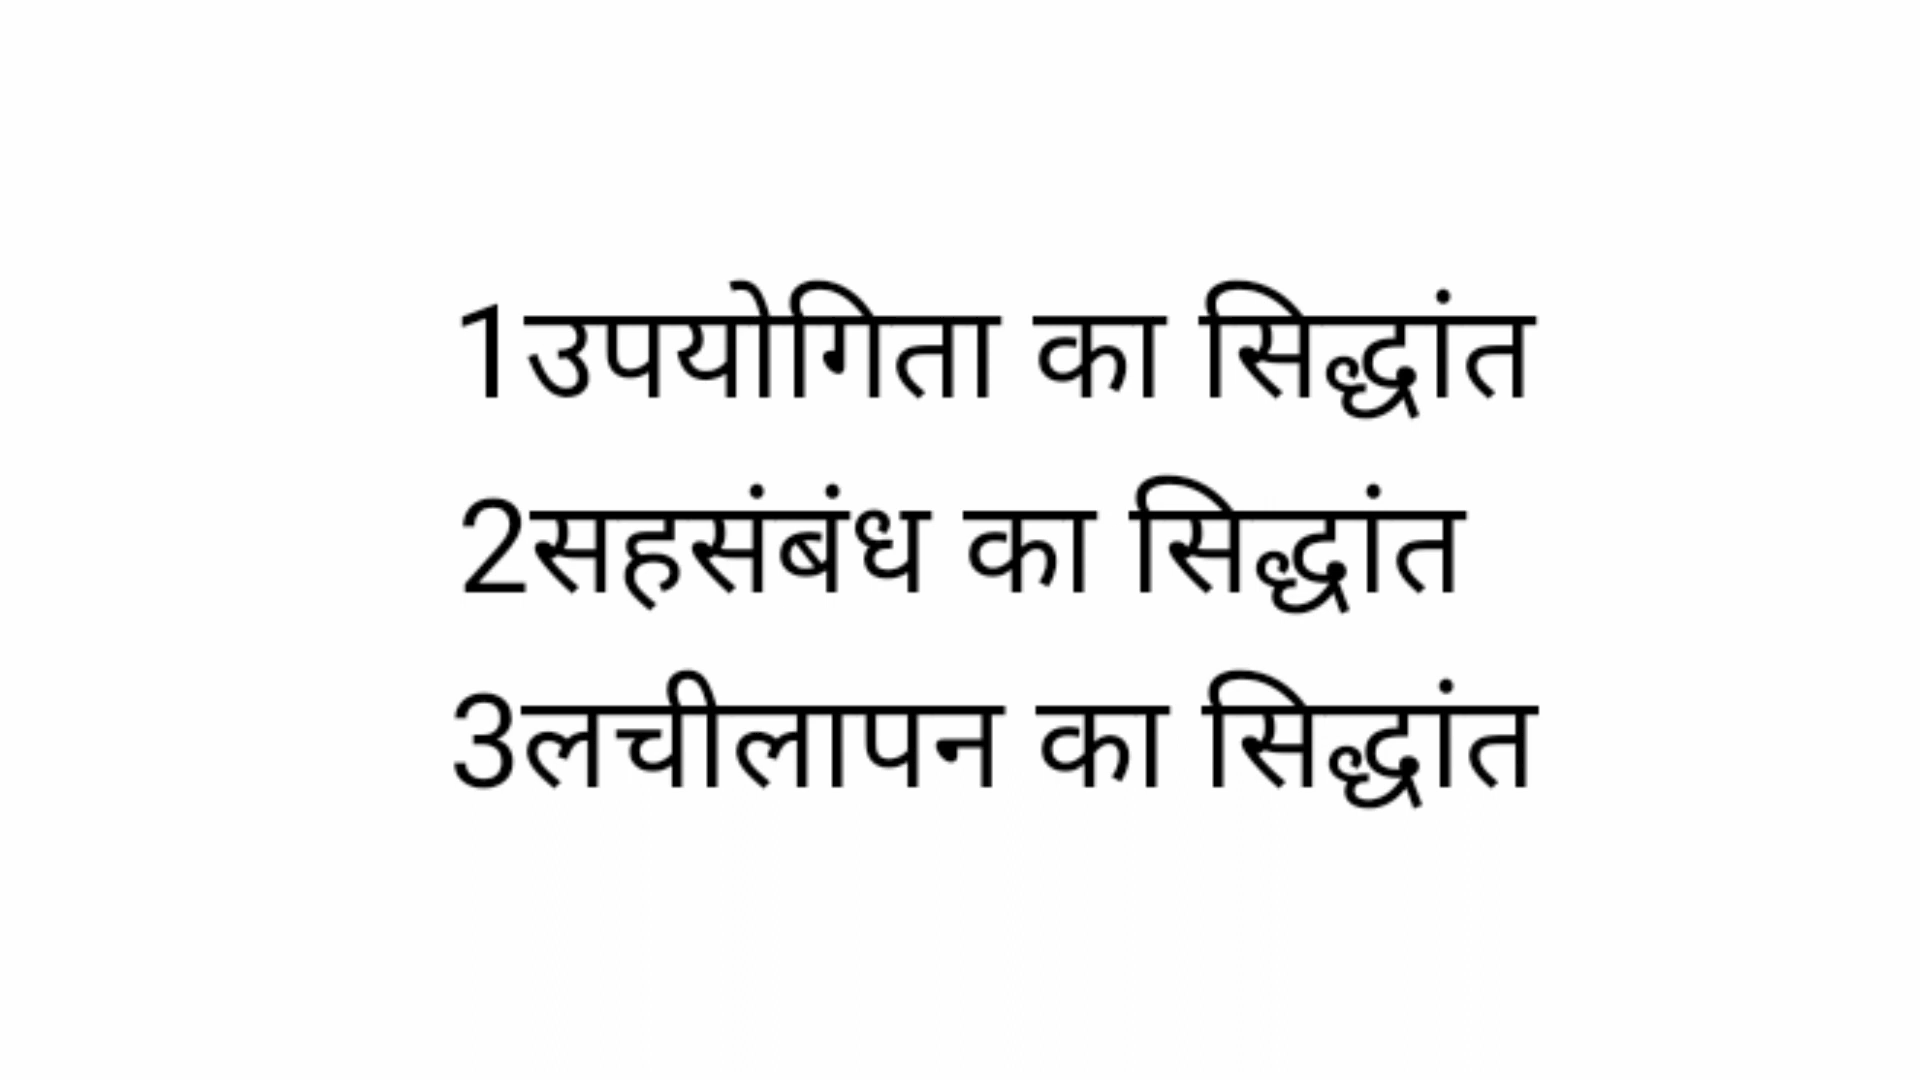 1उपयोगिता का सिद्धांत
2सहसंबंध का सिद्धांत
3लचीलापन का सिद्धांत